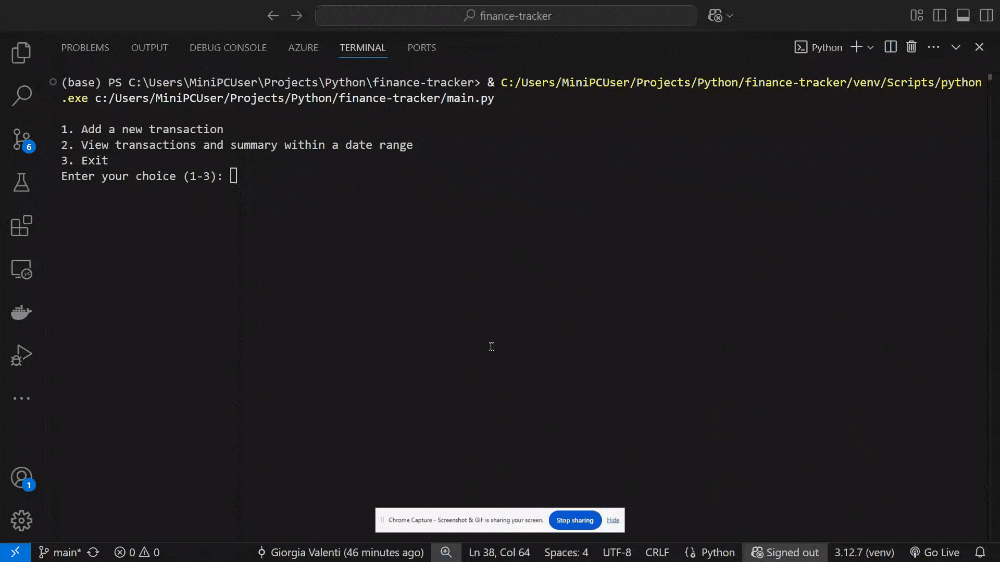 finance-tracker
PROBLEMS OUTPUT DEBUG CONSOLE AZURE TERMINAL PORTS Python
(base) PS C:\Users\MiniPCUser\Projects\Python\finance-tracker> & C:/Users/MiniPCUser/Projects/Python/finance-tracker/venv/Scripts/python
.exe c:/Users/MiniPCUser/Projects/Python/finance-tracker/main.py
1. Add a new transaction
2. View transactions and summary within a date range
3. Exit
Enter your choice (1-3):
6
1
Chrome Capture - Screenshot & GIF is sharing your screen. Stop sharing Hide
main* 0 0 Giorgia Valenti (46 minutes ago) Ln 38, Col 64 Spaces: 4 UTF-8 CRLF Python Signed out 3.12.7 (venv) Go Live